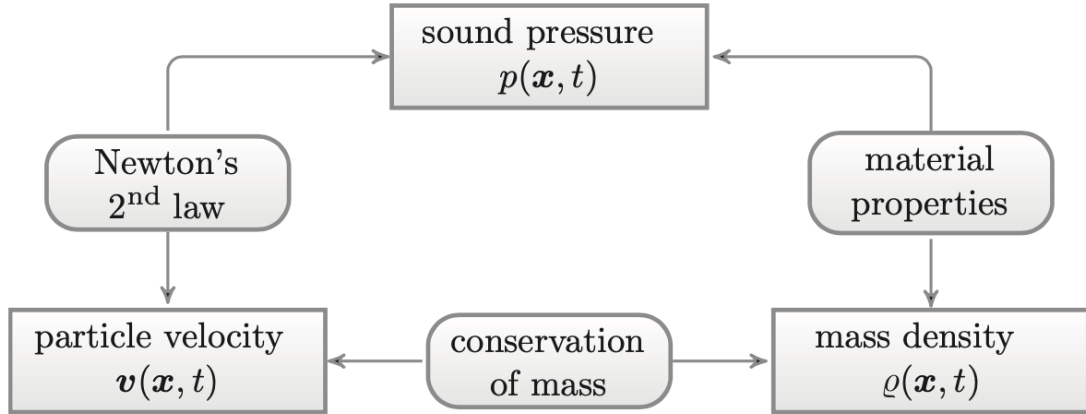 sound pressure
p(𝒙, t)
Newton's
2nd law
material
properties
particle velocity
𝒗(𝒙, t)
conservation
of mass
mass density
ϱ(𝒙, t)